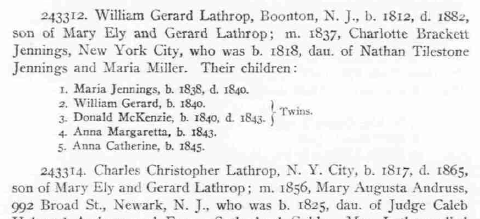 243312. William Gerard Lathrop, Boonton, N. J., b. 1812, d. 1882,
son of Mary Ely and Gerard Lathrop; m. 1837, Charlotte Brackett
Jennings, New York City, who was b. 1818, dau. of Nathan Tilestone
Jennings and Maria Miller. Their children:
1. Maria Jennings, b. 1838, d. 1840.
2. William Gerard, b. 1840.
3. Donald McKenzie, b. 1840, d. 1843. } Twins.
4. Anna Margaretta, b. 1843.
5. Anna Catherine, b. 1845.
243314. Charles Christopher Lathrop, N. Y. City, b. 1817, d. 1865,
son of Mary Ely and Gerard Lathrop; m. 1856, Mary Augusta Andruss,
992 Broad St., Newark, N. J., who was b. 1825, dau. of Judge Caleb